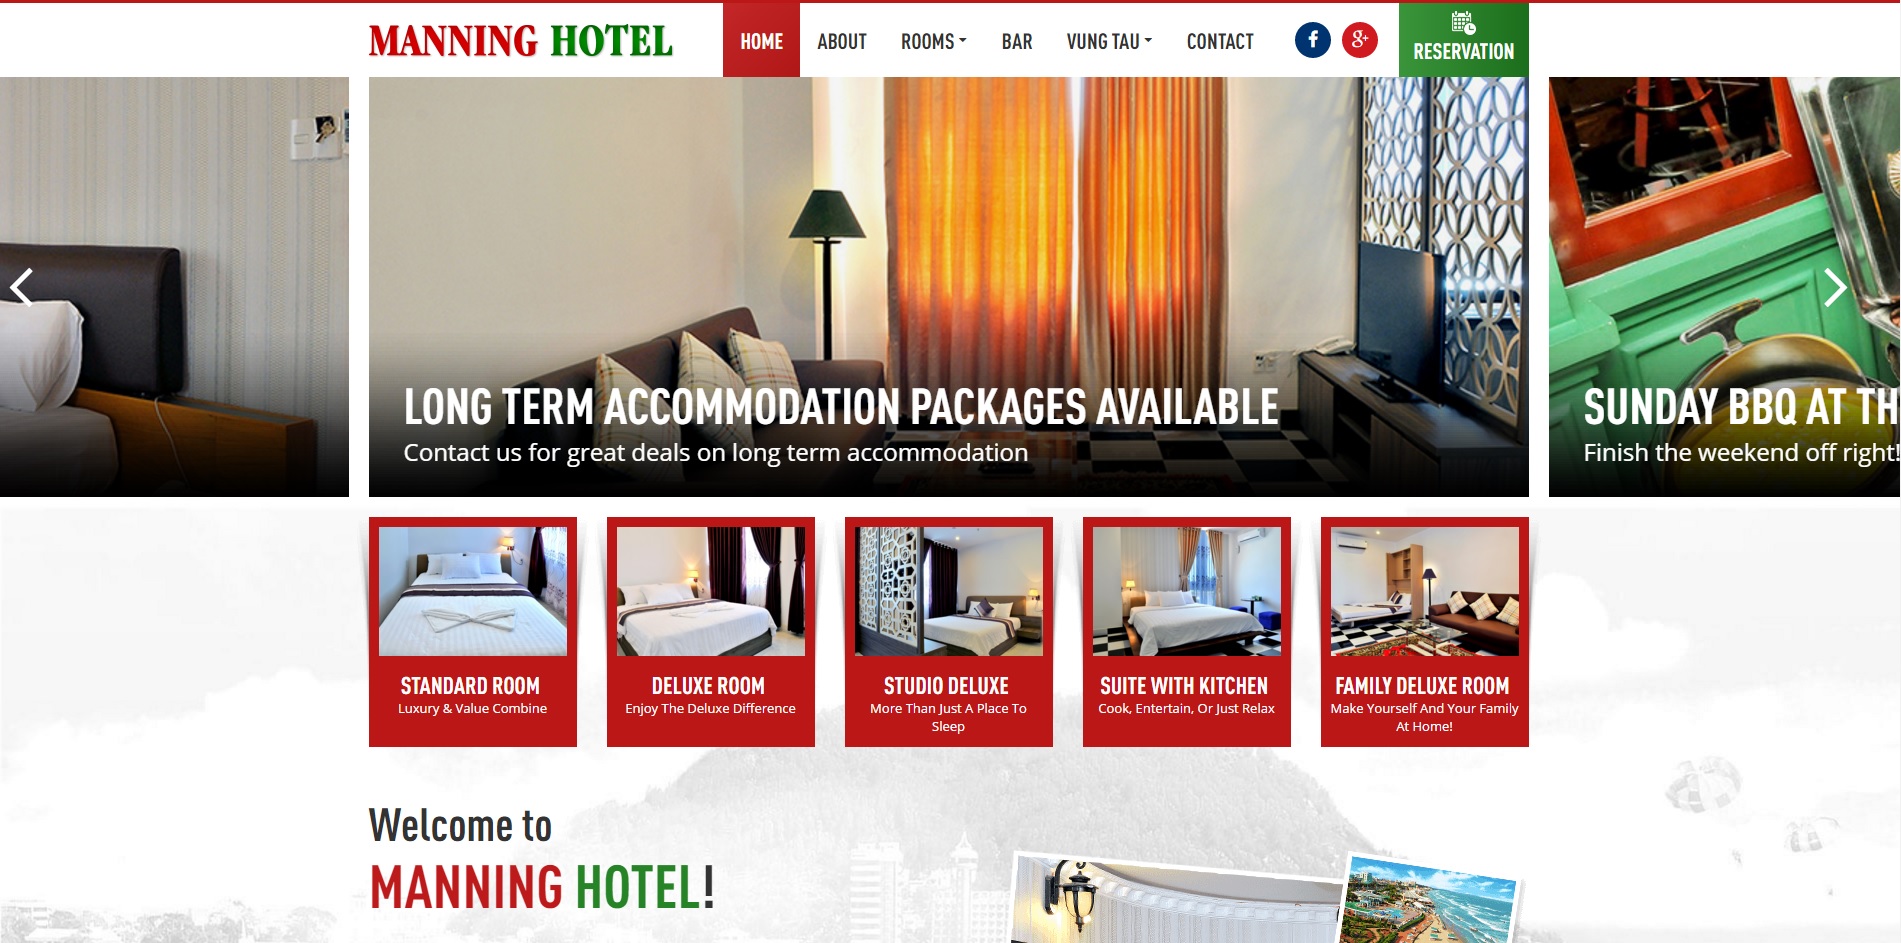 MANNING HOTEL
HOME
ABOUT
ROOMS
BAR
VUNG TAU
CONTACT
f
g+
RESERVATION
LONG TERM ACCOMMODATION PACKAGES AVAILABLE
Contact us for great deals on long term accommodation
SUNDAY BBQ AT TH
Finish the weekend off right!
STANDARD ROOM
Luxury & Value Combine
DELUXE ROOM
Enjoy The Deluxe Difference
STUDIO DELUXE
More Than Just A Place To
Sleep
SUITE WITH KITCHEN
Cook, Entertain, Or Just Relax
FAMILY DELUXE ROOM
Make Yourself And Your Family
At Home!
Welcome to
MANNING HOTEL!